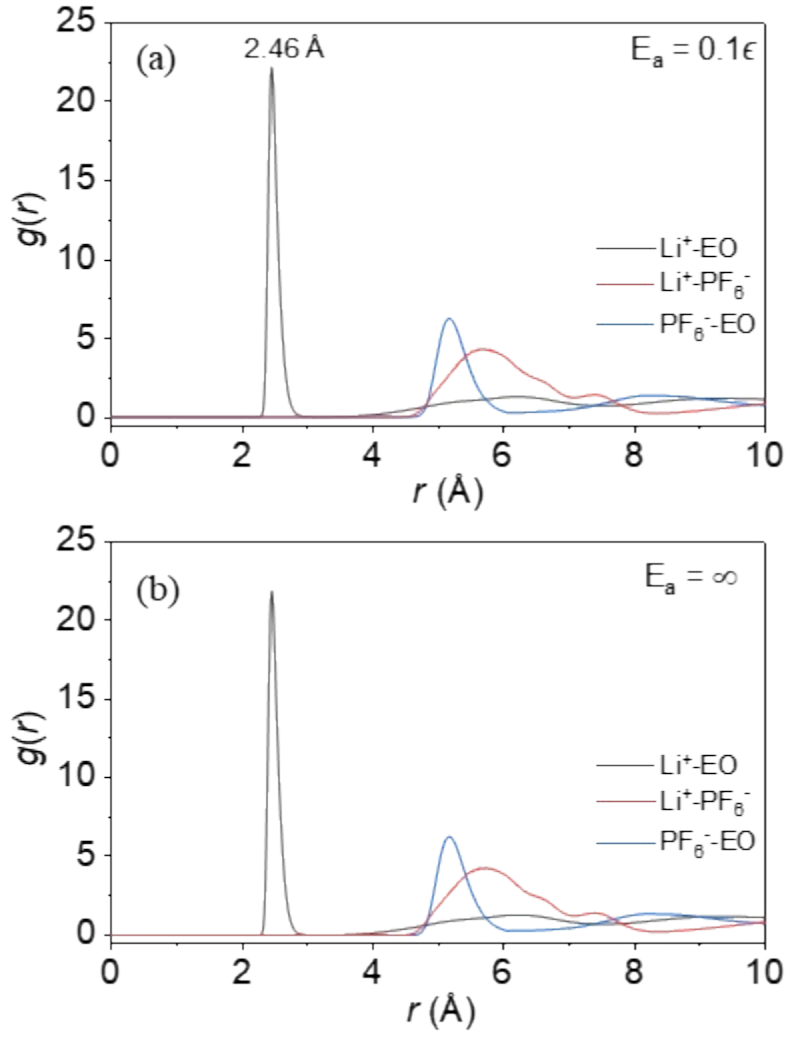 (a)
2.46 Å
Eₐ = 0.1ϵ
g(r)
25
20
15
10
5
0
Li⁺-EO
Li⁺-PF₆⁻
PF₆⁻-EO
0 2 4 6 8 10
r (Å)
(b)
Eₐ = ∞
g(r)
25
20
15
10
5
0
Li⁺-EO
Li⁺-PF₆⁻
PF₆⁻-EO
0 2 4 6 8 10
r (Å)